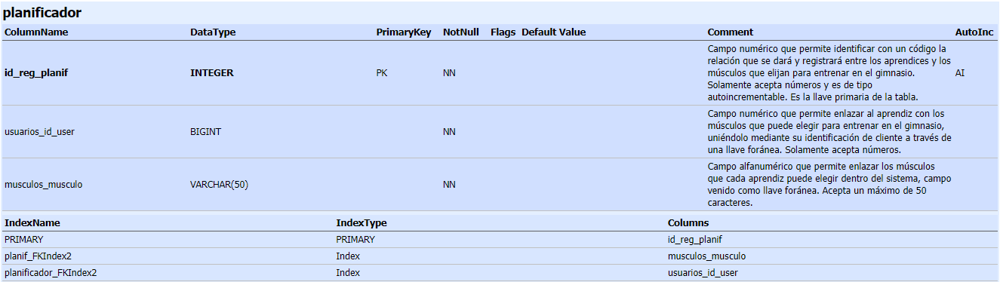 planificador
ColumnName DataType PrimaryKey NotNull Flags Default Value Comment AutoInc
id_reg_planif INTEGER PK NN Campo numérico que permite identificar con un código la
relación que se dará y registrará entre los aprendices y los
músculos que elijan para entrenar en el gimnasio. AI
Solamente acepta números y es de tipo
autoincrementable. Es la llave primaria de la tabla.
usuarios_id_user BIGINT NN Campo numérico que permite enlazar al aprendiz con los
músculos que puede elegir para entrenar en el gimnasio,
uniéndolo mediante su identificación de cliente a través de
una llave foránea. Solamente acepta números.
musculos_musculo VARCHAR(50) NN Campo alfanumérico que permite enlazar los músculos
que cada aprendiz puede elegir dentro del sistema, campo
venido como llave foránea. Acepta un máximo de 50
caracteres.
IndexName IndexType Columns
PRIMARY PRIMARY id_reg_planif
planif_FKIndex2 Index musculos_musculo
planificador_FKIndex2 Index usuarios_id_user